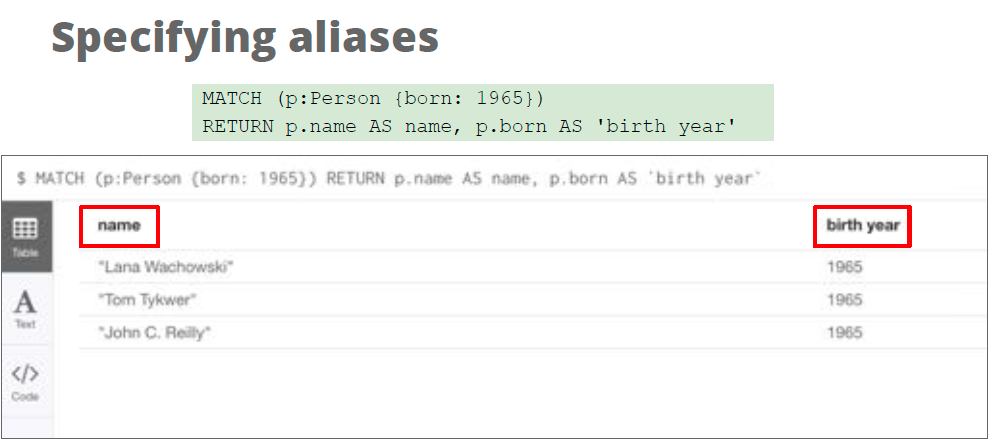 Specifying aliases
MATCH (p:Person {born: 1965})
RETURN p.name AS name, p.born AS 'birth year'
$ MATCH (p:Person {born: 1965}) RETURN p.name AS name, p.born AS `birth year`
name birth year
Table
"Lana Wachowski" 1965
"Tom Tykwer" 1965
A
Text
"John C. Reilly" 1965
</>
Code